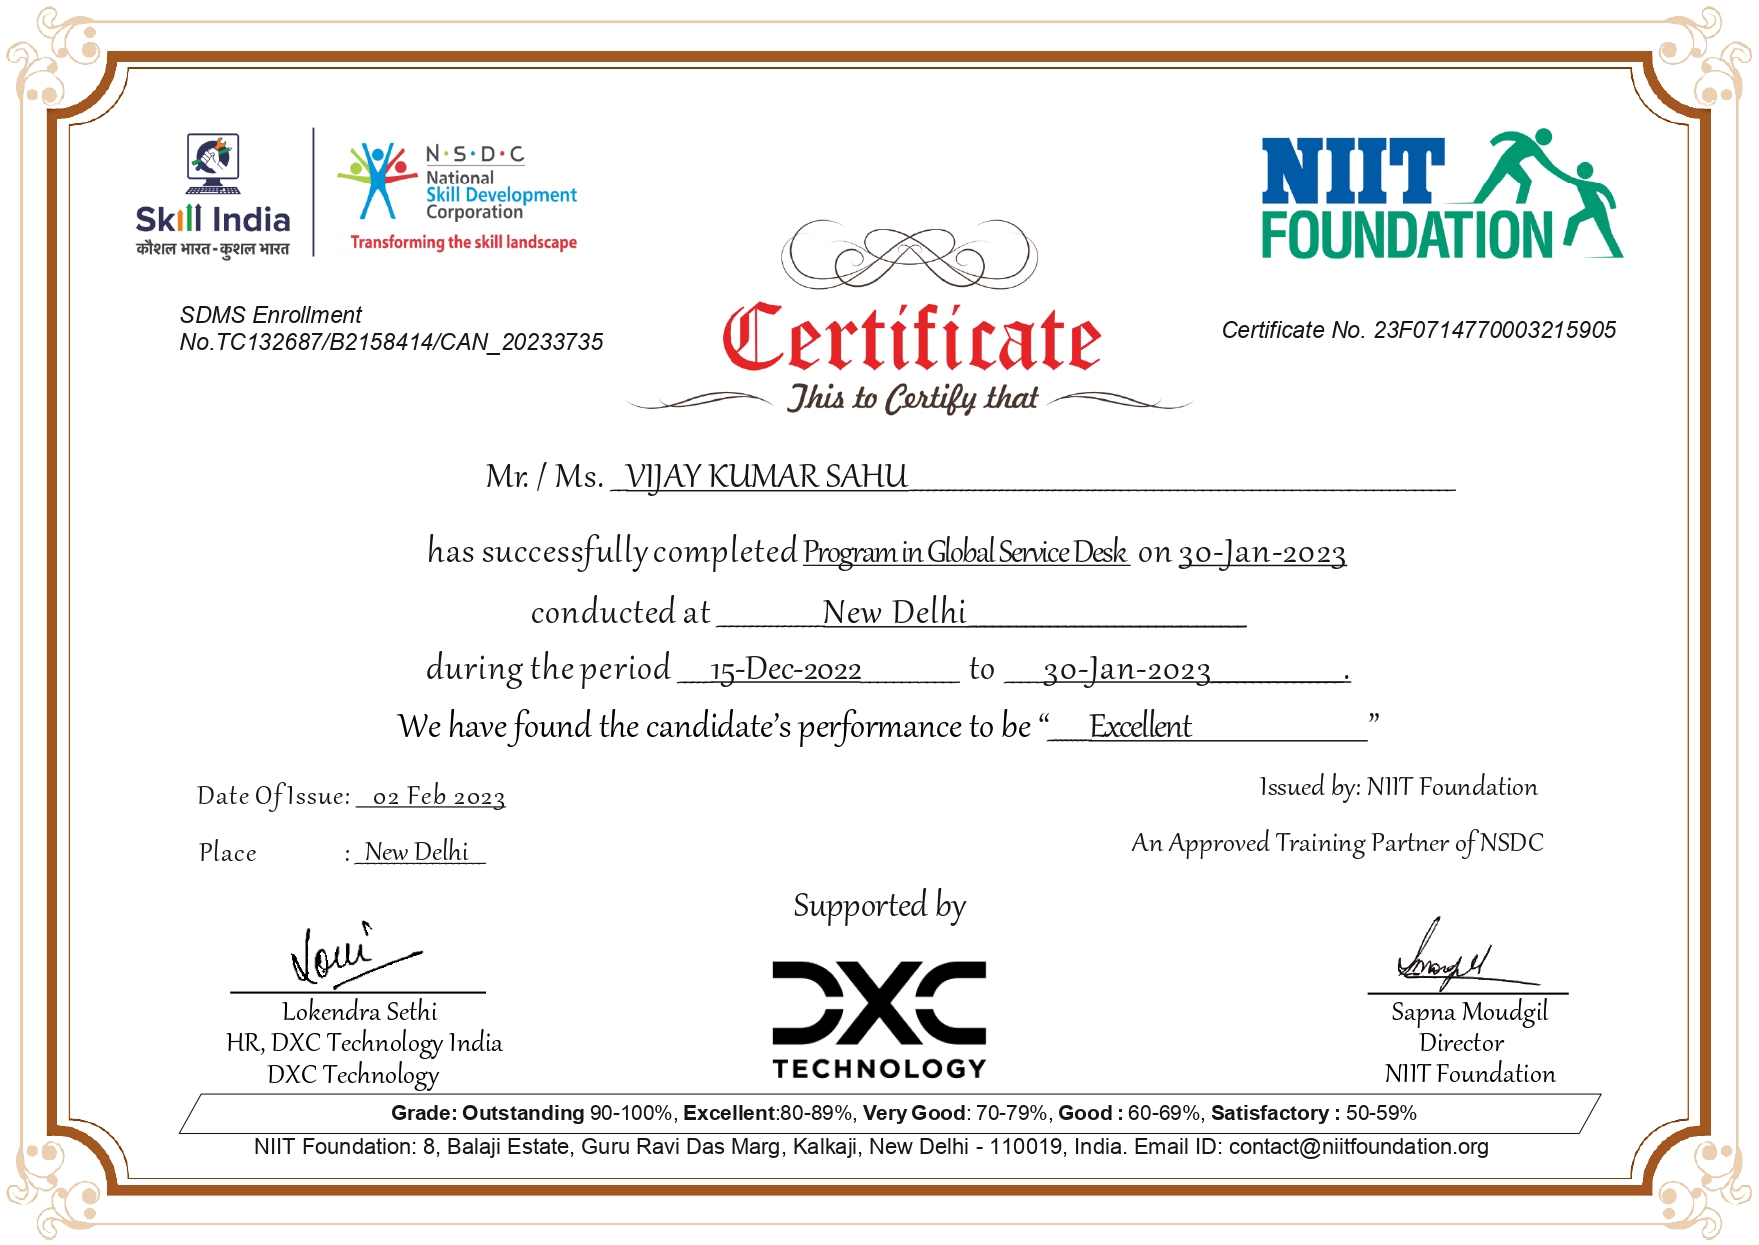 Skill India
कौशल भारत - कुशल भारत
N·S·D·C
National
Skill Development
Corporation
Transforming the skill landscape
NIIT
FOUNDATION
SDMS Enrollment
No.TC132687/B2158414/CAN_20233735
Certificate No. 23F0714770003215905
Certificate
This to Certify that
Mr. / Ms. VIJAY KUMAR SAHU
has successfully completed Program in Global Service Desk on 30-Jan-2023
conducted at New Delhi
during the period 15-Dec-2022 to 30-Jan-2023.
We have found the candidate's performance to be “ Excellent ”
Date Of Issue: 02 Feb 2023
Place : New Delhi
Issued by: NIIT Foundation
An Approved Training Partner of NSDC
Supported by
DXC
TECHNOLOGY
Lokendra Sethi
HR, DXC Technology India
DXC Technology
Sapna Moudgil
Director
NIIT Foundation
Grade: Outstanding 90-100%, Excellent:80-89%, Very Good: 70-79%, Good : 60-69%, Satisfactory : 50-59%
NIIT Foundation: 8, Balaji Estate, Guru Ravi Das Marg, Kalkaji, New Delhi - 110019, India. Email ID: contact@niitfoundation.org